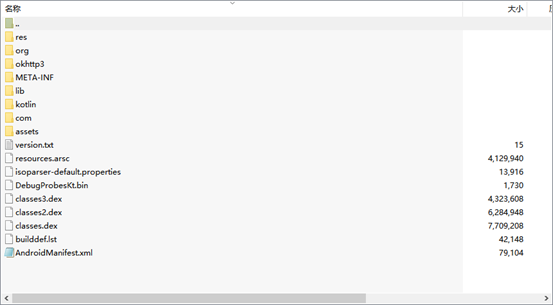 名称 大小
..
res
org
okhttp3
META-INF
lib
kotlin
com
assets
version.txt 15
resources.arsc 4,129,940
isoparser-default.properties 13,916
DebugProbesKt.bin 1,730
classes3.dex 4,323,608
classes2.dex 6,284,948
classes.dex 7,709,208
builddef.lst 42,148
AndroidManifest.xml 79,104